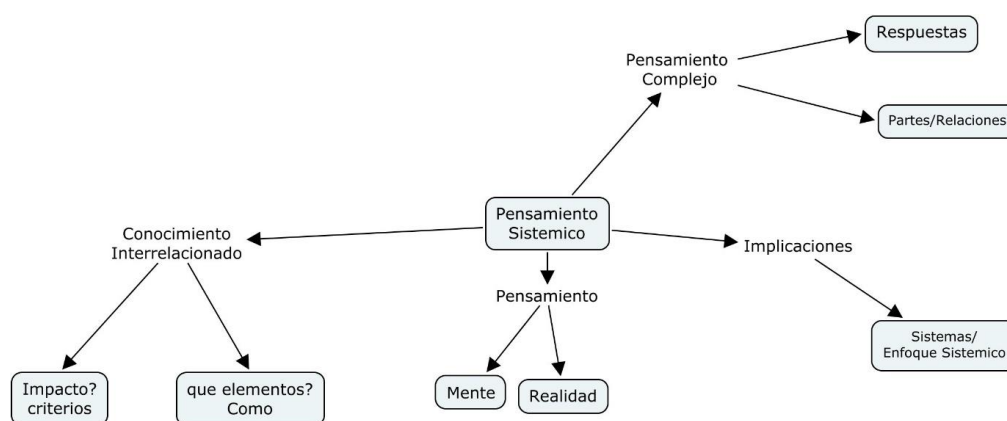 Respuestas
Pensamiento
Complejo
Partes/Relaciones
Pensamiento
Sistemico
Conocimiento
Interrelacionado
Implicaciones
Pensamiento
Sistemas/
Enfoque Sistemico
Impacto?
criterios
que elementos?
Como
Mente
Realidad